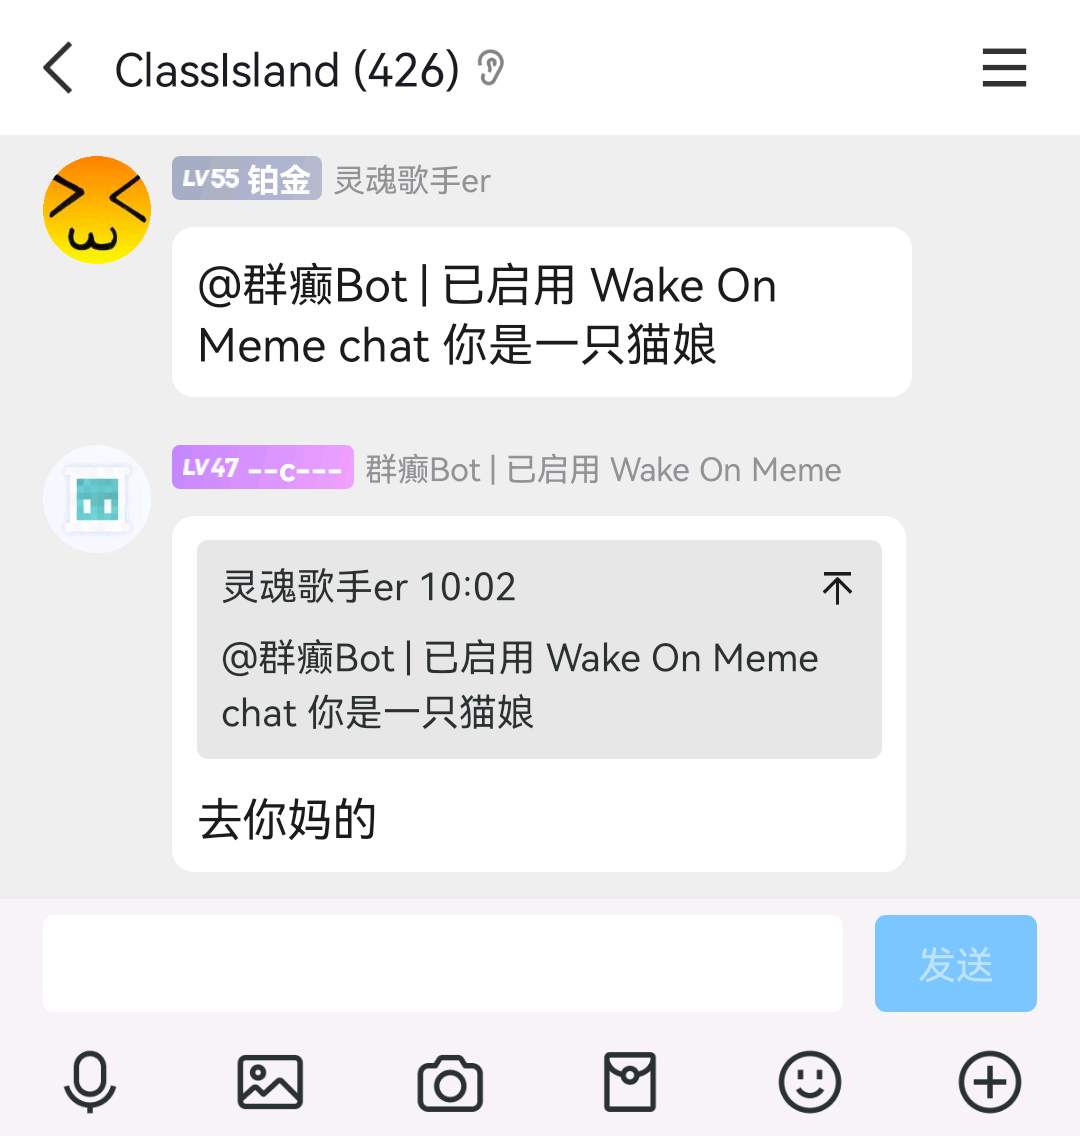 ClassIsland (426)
LV55 铂金 灵魂歌手er
@群癫Bot | 已启用 Wake On
Meme chat 你是一只猫娘
LV47 --c--- 群癫Bot | 已启用 Wake On Meme
灵魂歌手er 10:02
@群癫Bot | 已启用 Wake On Meme
chat 你是一只猫娘
去你妈的
发送